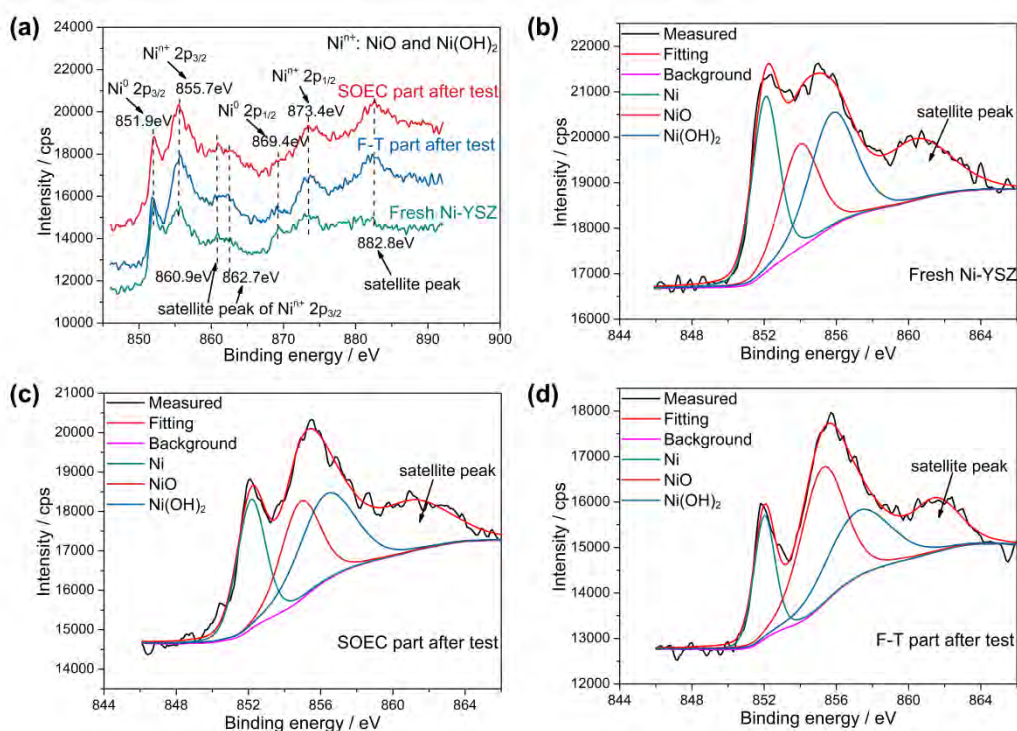 (a)
24000
22000
20000
18000
16000
14000
12000
10000
Intensity / cps
Niⁿ⁺ 2p₃/₂
855.7eV
Ni⁰ 2p₃/₂
851.9eV
Ni⁰ 2p₁/₂
869.4eV
Niⁿ⁺: NiO and Ni(OH)₂
Niⁿ⁺ 2p₁/₂
873.4eV
SOEC part after test
F-T part after test
Fresh Ni-YSZ
860.9eV
862.7eV
882.8eV
satellite peak of Niⁿ⁺ 2p₃/₂
satellite peak
850 860 870 880 890 900
Binding energy / eV
(b)
22000
21000
20000
19000
18000
17000
16000
Intensity / cps
Measured
Fitting
Background
Ni
NiO
Ni(OH)₂
satellite peak
Fresh Ni-YSZ
844 848 852 856 860 864
Binding energy / eV
(c)
21000
20000
19000
18000
17000
16000
15000
14000
Intensity / cps
Measured
Fitting
Background
Ni
NiO
Ni(OH)₂
satellite peak
SOEC part after test
844 848 852 856 860 864
Binding energy / eV
(d)
18000
17000
16000
15000
14000
13000
12000
Intensity / cps
Measured
Fitting
Background
Ni
NiO
Ni(OH)₂
satellite peak
F-T part after test
844 848 852 856 860 864
Binding energy / eV